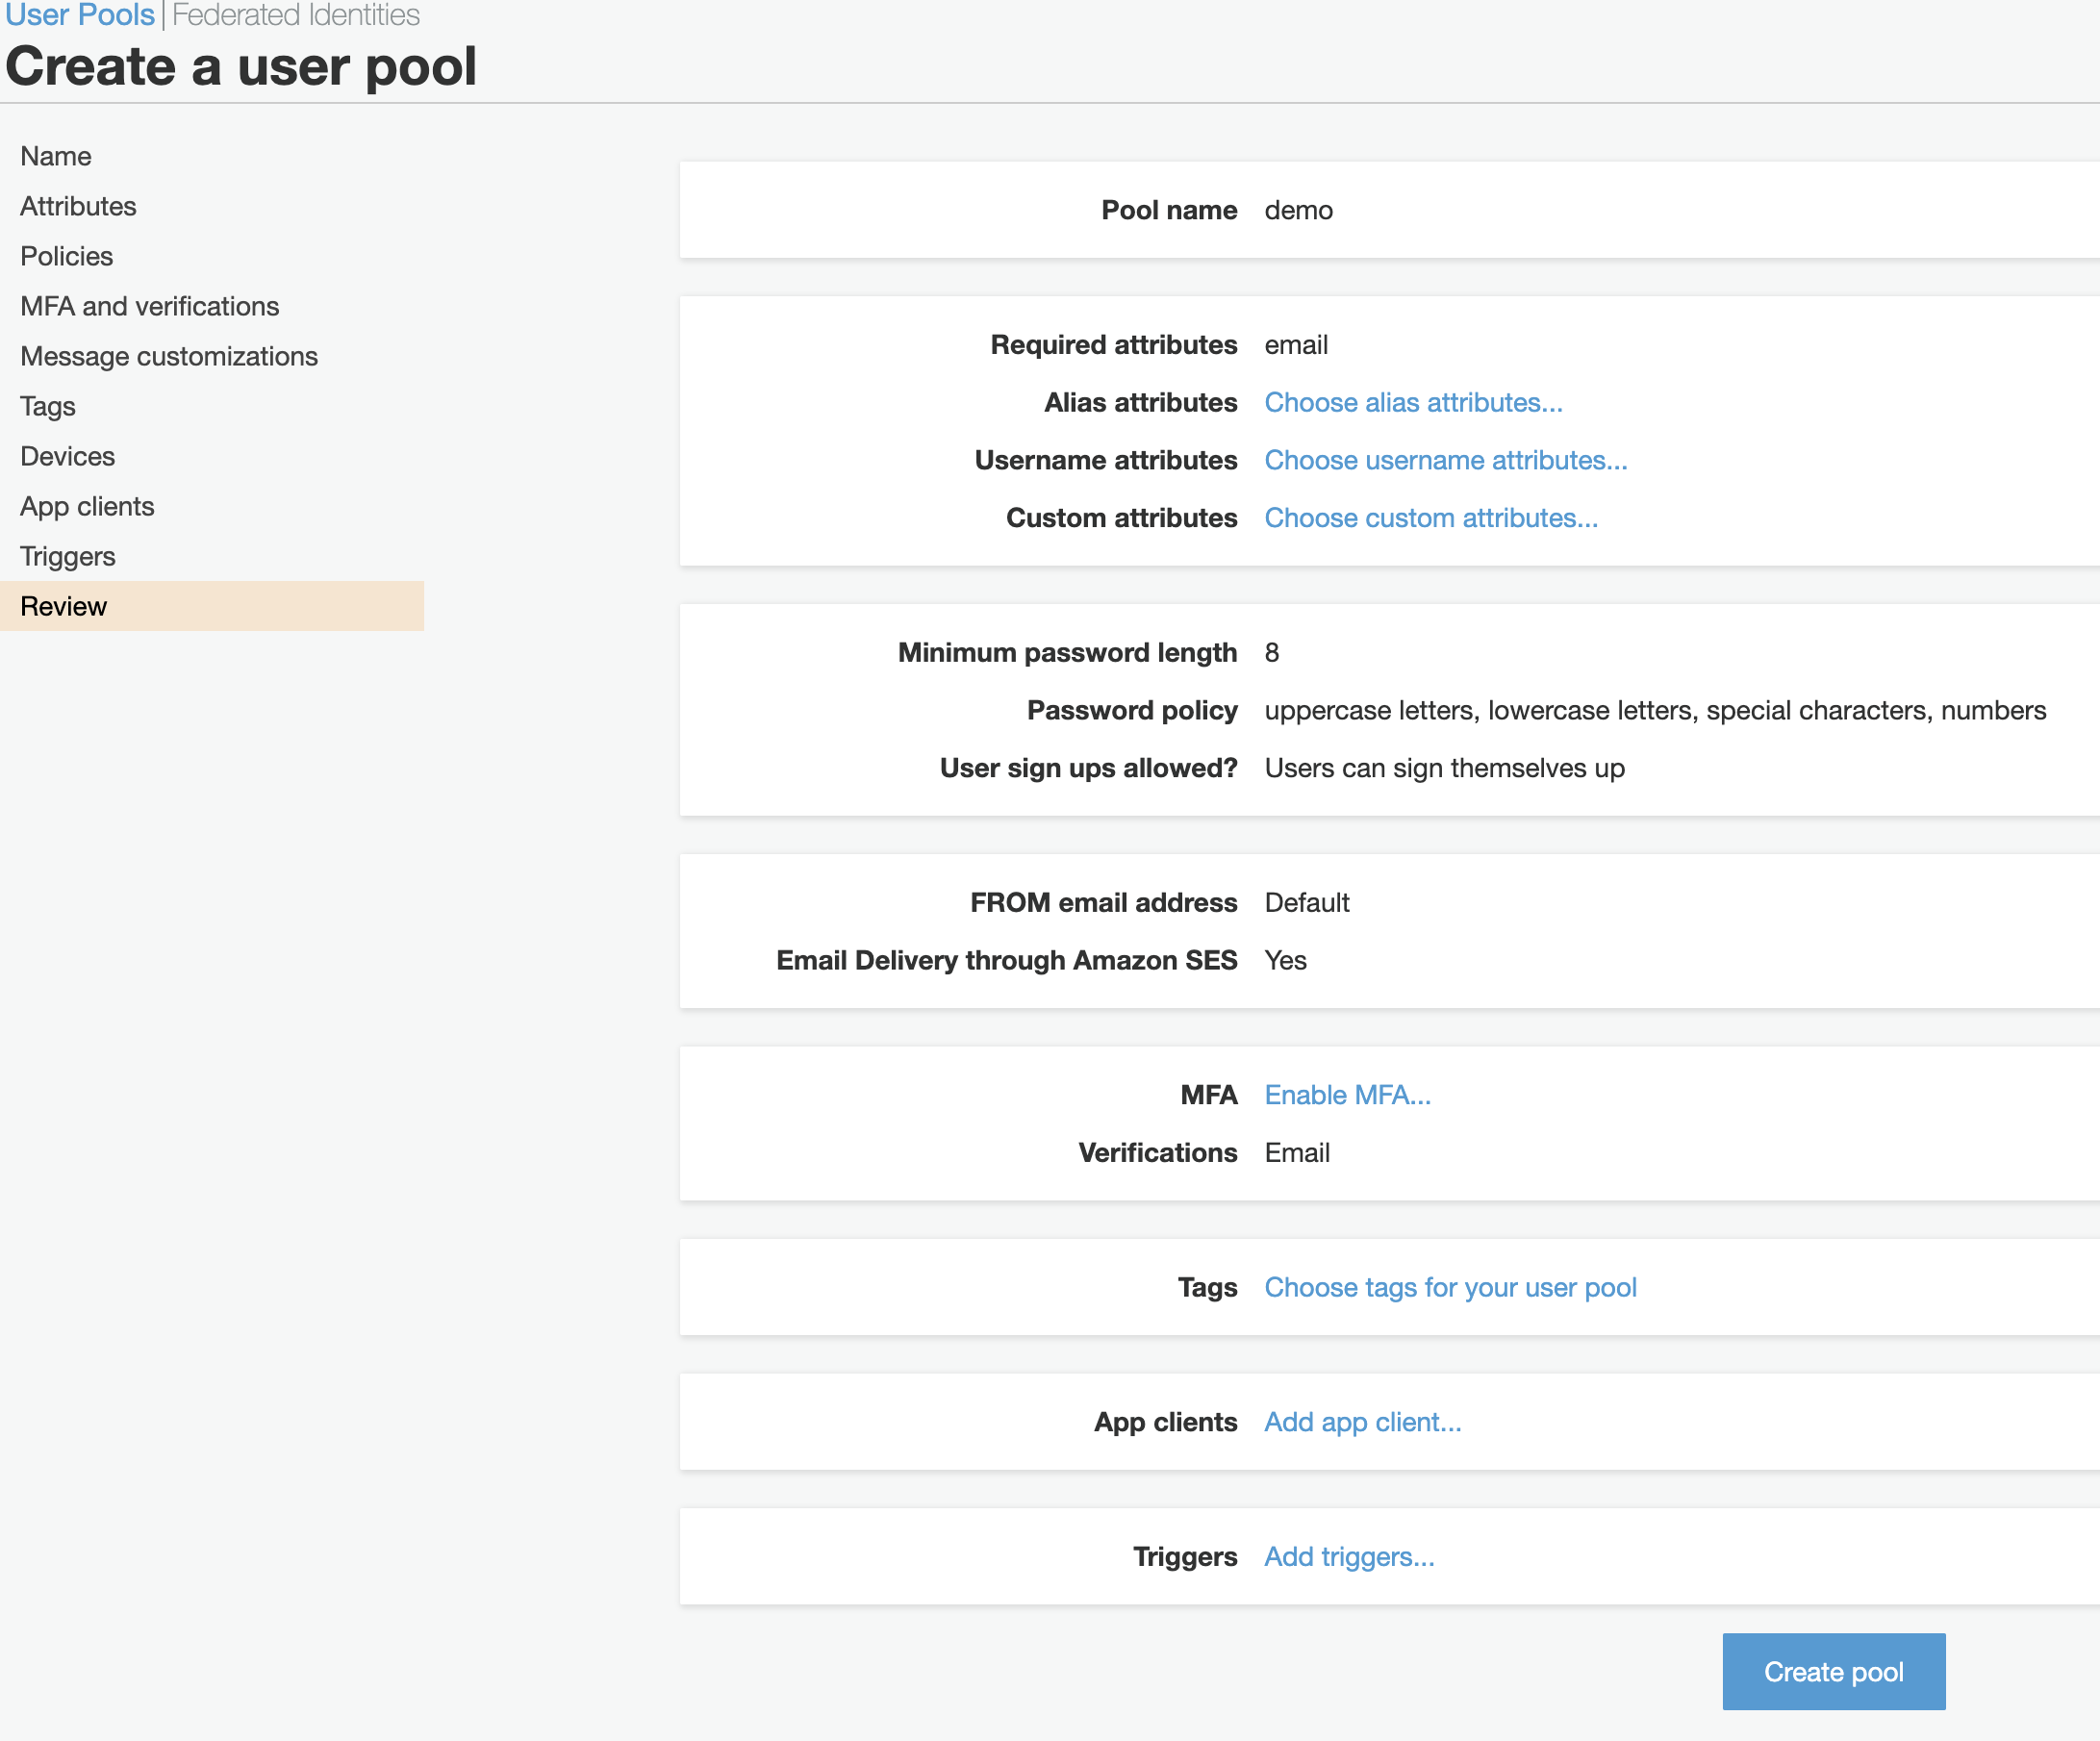 User Pools | Federated Identities
Create a user pool
Name
Attributes
Policies
MFA and verifications
Message customizations
Tags
Devices
App clients
Triggers
Review
Pool name demo
Required attributes email
Alias attributes Choose alias attributes...
Username attributes Choose username attributes...
Custom attributes Choose custom attributes...
Minimum password length 8
Password policy uppercase letters, lowercase letters, special characters, numbers
User sign ups allowed? Users can sign themselves up
FROM email address Default
Email Delivery through Amazon SES Yes
MFA Enable MFA...
Verifications Email
Tags Choose tags for your user pool
App clients Add app client...
Triggers Add triggers...
Create pool